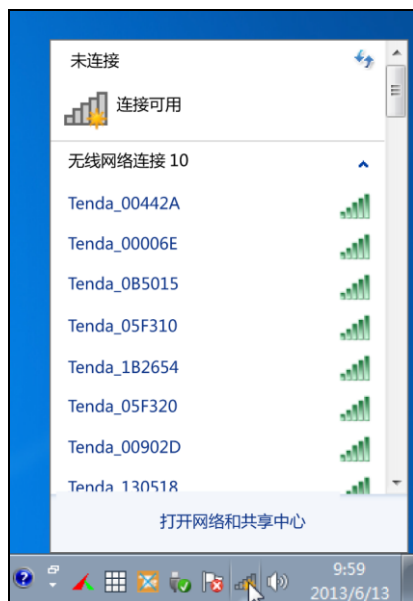 未连接
连接可用
无线网络连接 10
Tenda_00442A
Tenda_00006E
Tenda_0B5015
Tenda_05F310
Tenda_1B2654
Tenda_05F320
Tenda_00902D
Tenda_130518
打开网络和共享中心
9:59
2013/6/13